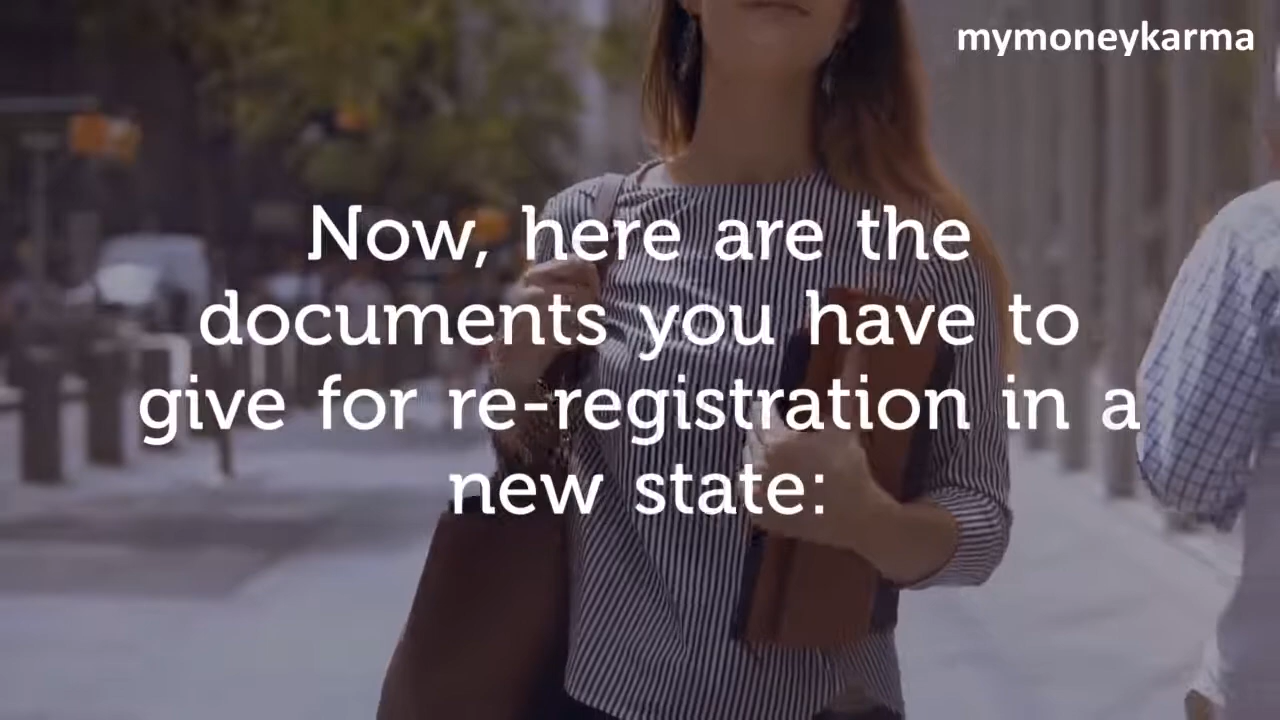 mymoneykarma
Now, here are the
documents you have to
give for re-registration in a
new state: